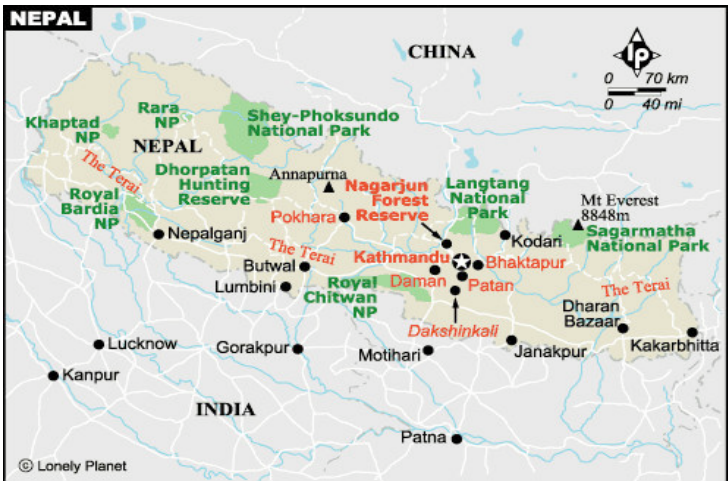 NEPAL
CHINA
lp
0 70 km
0 40 mi
Rara
NP
Khaptad
NP
Shey-Phoksundo
National Park
NEPAL
The Terai
Dhorpatan
Hunting
Reserve
Annapurna
Nagarjun
Forest
Reserve
Langtang
National
Park
Mt Everest
8848m
Royal
Bardia
NP
Pokhara
Sagarmatha
National Park
Nepalganj
Kodari
The Terai
Kathmandu
Bhaktapur
Butwal
Daman
Patan
Lumbini
Royal
Chitwan
NP
The Terai
Dharan
Bazaar
Dakshinkali
Lucknow
Gorakpur
Motihari
Janakpur
Kakarbhitta
Kanpur
INDIA
Patna
© Lonely Planet